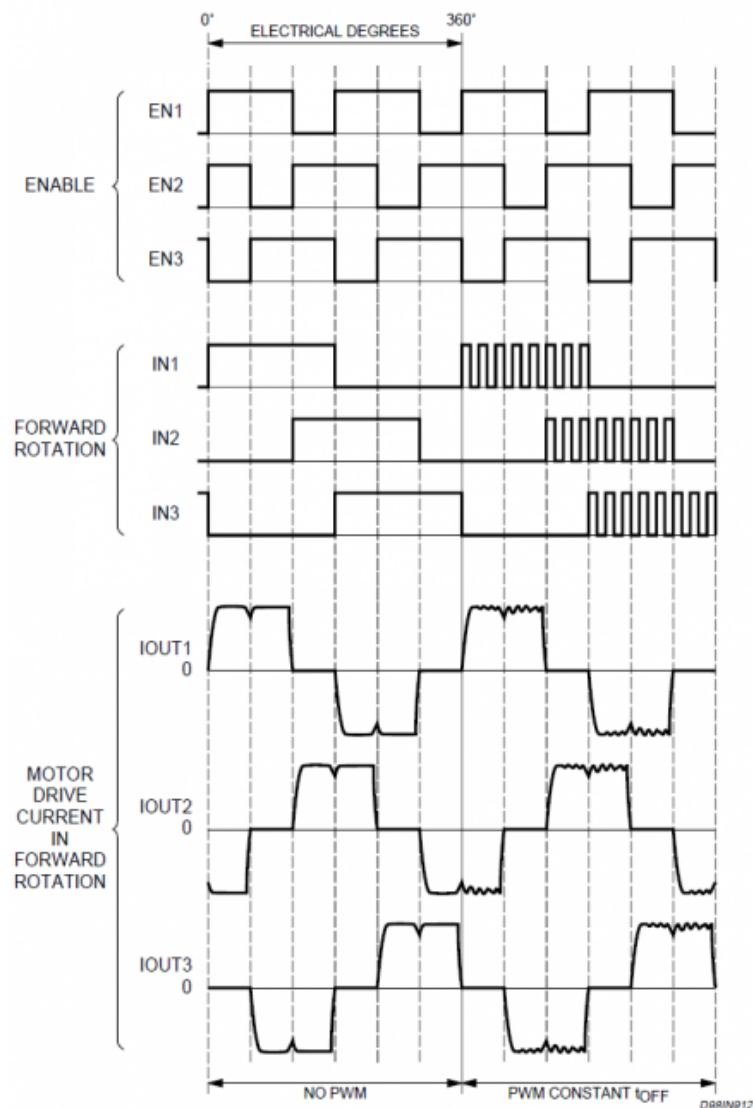 0° 360°
ELECTRICAL DEGREES
EN1
ENABLE EN2
EN3
IN1
FORWARD
ROTATION
IN2
IN3
IOUT1
0
MOTOR
DRIVE
CURRENT
IN
FORWARD
ROTATION
IOUT2
0
IOUT3
0
NO PWM PWM CONSTANT tOFF